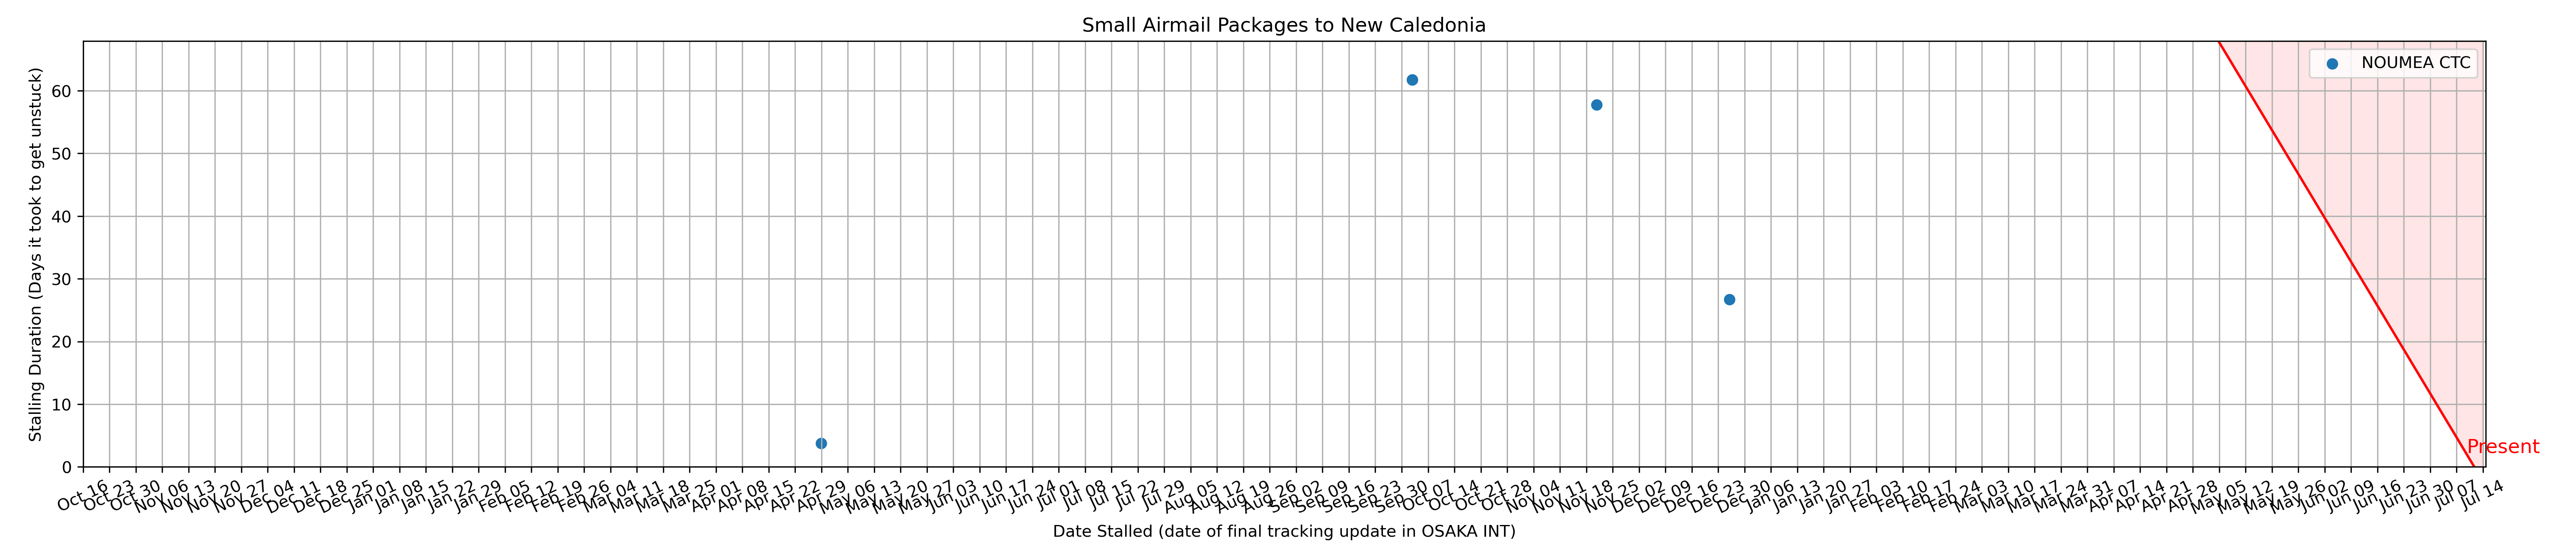 Small Airmail Packages to New Caledonia
NOUMEA CTC
Stalling Duration (Days it took to get unstuck)
60
50
40
30
20
10
0
Present
Oct 16
Oct 23
Oct 30
Nov 06
Nov 13
Nov 20
Nov 27
Dec 04
Dec 11
Dec 18
Dec 25
Jan 01
Jan 08
Jan 15
Jan 22
Jan 29
Feb 05
Feb 12
Feb 19
Feb 26
Mar 04
Mar 11
Mar 18
Mar 25
Apr 01
Apr 08
Apr 15
Apr 22
Apr 29
May 06
May 13
May 20
May 27
Jun 03
Jun 10
Jun 17
Jun 24
Jul 01
Jul 08
Jul 15
Jul 22
Jul 29
Aug 05
Aug 12
Aug 19
Aug 26
Sep 02
Sep 09
Sep 16
Sep 23
Sep 30
Oct 07
Oct 14
Oct 21
Oct 28
Nov 04
Nov 11
Nov 18
Nov 25
Dec 02
Dec 09
Dec 16
Dec 23
Dec 30
Jan 06
Jan 13
Jan 20
Jan 27
Feb 03
Feb 10
Feb 17
Feb 24
Mar 03
Mar 10
Mar 17
Mar 24
Mar 31
Apr 07
Apr 14
Apr 21
Apr 28
May 05
May 12
May 19
May 26
Jun 02
Jun 09
Jun 16
Jun 23
Jun 30
Jul 07
Jul 14
Date Stalled (date of final tracking update in OSAKA INT)